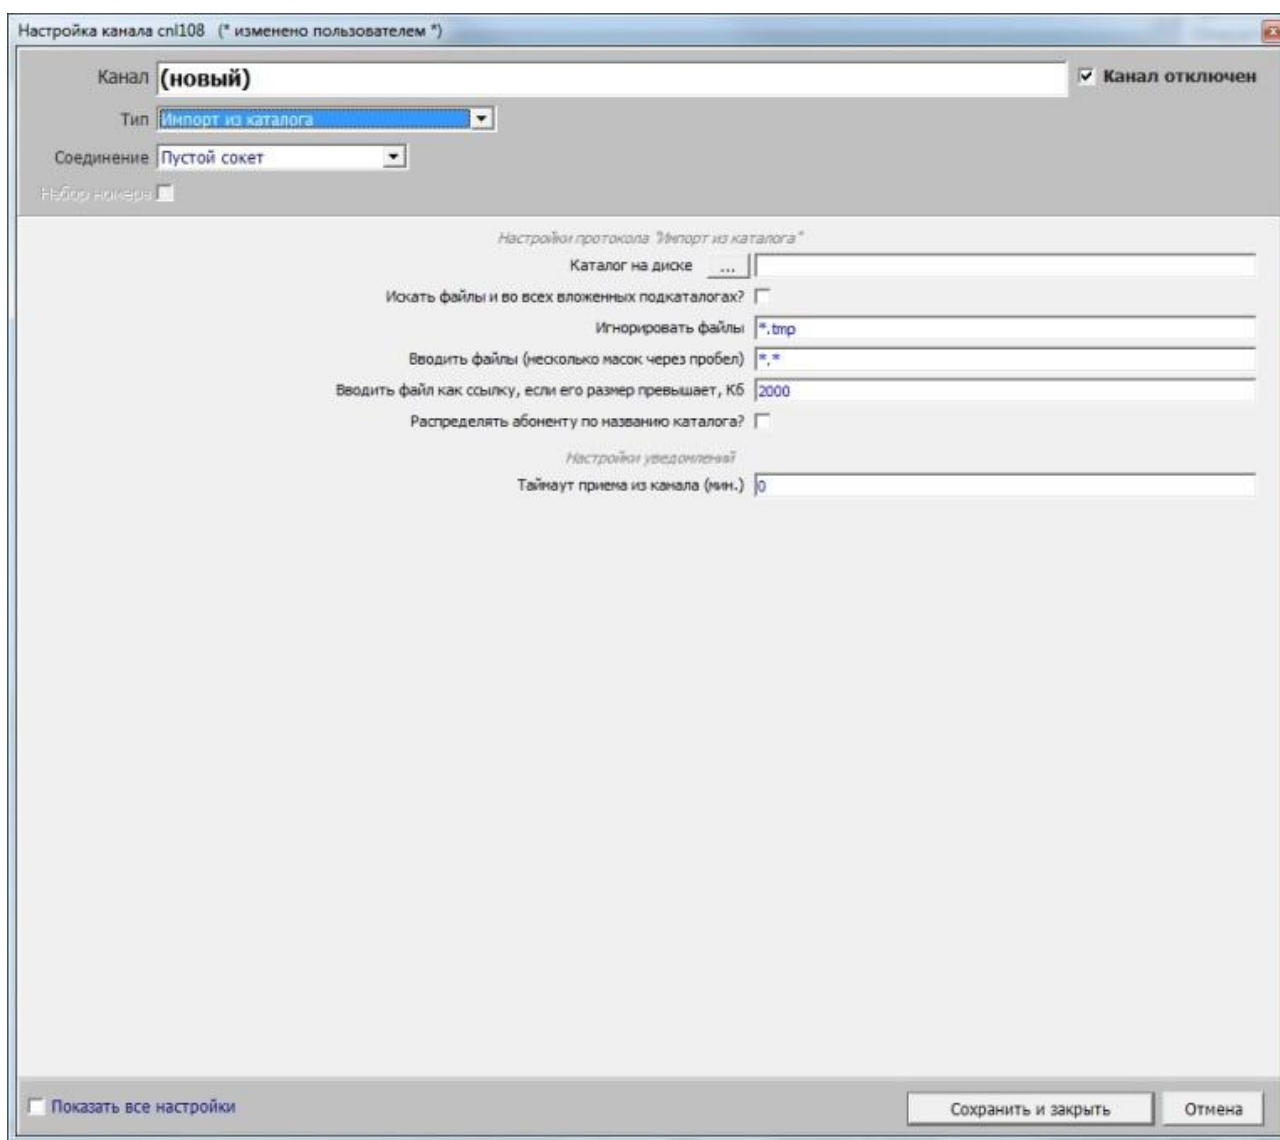 Настройка канала cnl108 (* изменено пользователем *)
Канал (новый) Канал отключен
Тип Импорт из каталога
Соединение Пустой сокет
Набор номера
Настройки протокола "Импорт из каталога"
Каталог на диске ...
Искать файлы и во всех вложенных подкаталогах?
Игнорировать файлы *.tmp
Вводить файлы (несколько масок через пробел) *.*
Вводить файл как ссылку, если его размер превышает, Кб 2000
Распределять абоненту по названию каталога?
Настройки уведомлений
Таймаут приема из канала (мин.) 0
Показать все настройки Сохранить и закрыть Отмена